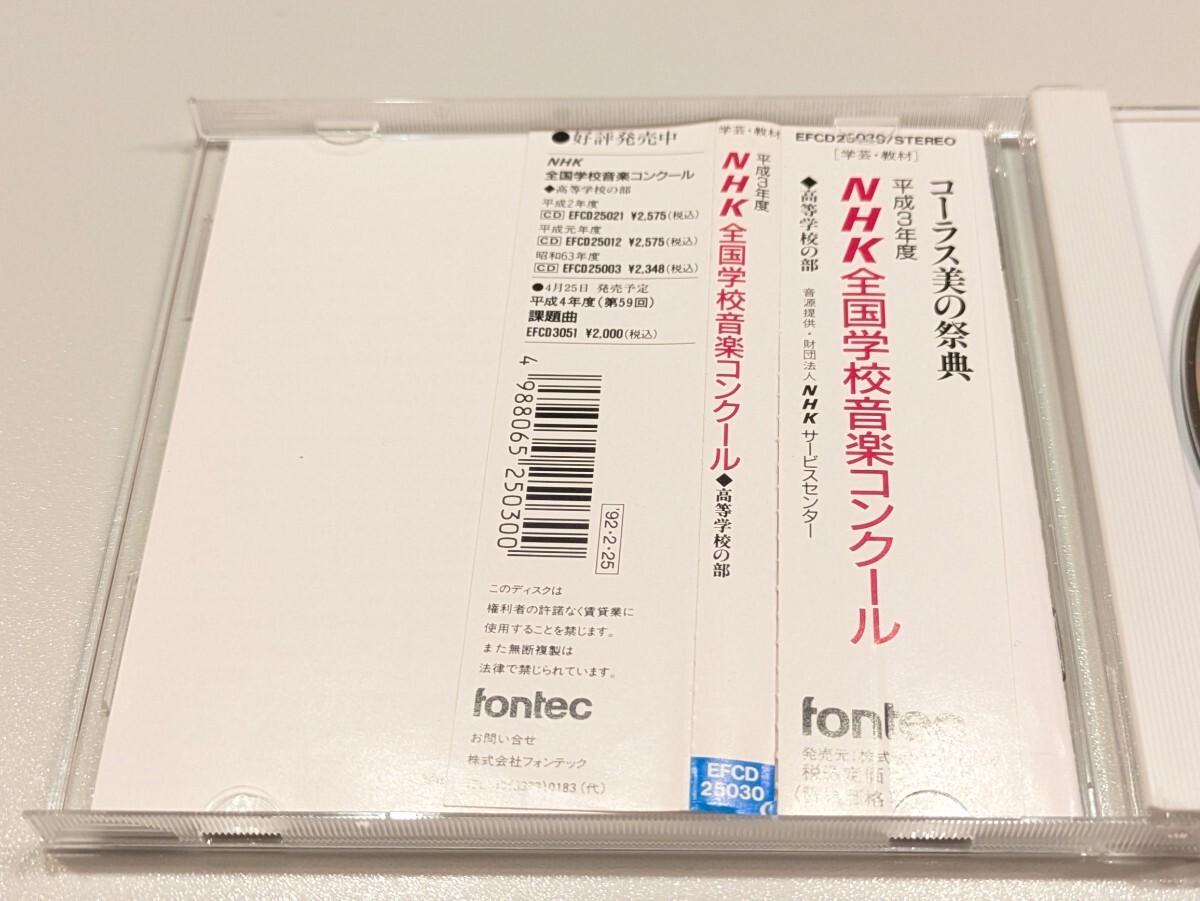 ●好評発売中
NHK
全国学校音楽コンクール
◆高等学校の部
平成2年度
CD EFCD25021 ¥2,575(税込)
平成元年度
CD EFCD25012 ¥2,575(税込)
昭和63年度
CD EFCD25003 ¥2,348(税込)
●4月25日 発売予定
平成4年度(第59回)
課題曲
EFCD3051 ¥2,000(税込)
4 988065 250300
'92・2・25
このディスクは
権利者の許諾なく賃貸業に
使用することを禁じます。
また無断複製は
法律で禁じられています。
fontec
お問い合せ
株式会社フォンテック
0183(代)
学芸・教材
平成3年度
NHK全国学校音楽コンクール◆高等学校の部
EFCD
25030
EFCD25030/STEREO
[学芸・教材]
コーラス美の祭典
平成3年度
NHK全国学校音楽コンクール
◆高等学校の部
音源提供・財団法人NHKサービスセンター
fontec
発売元:株式
税込定価